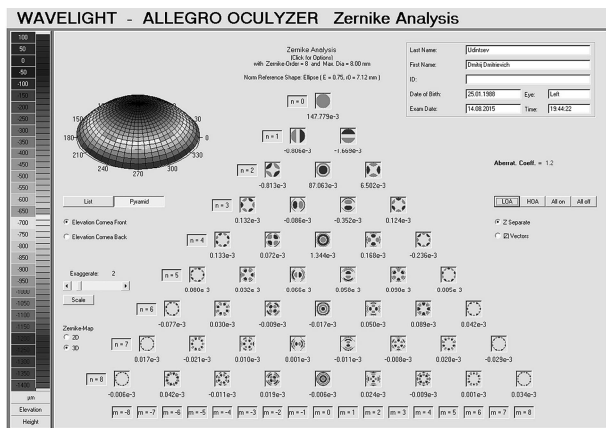 WAVELIGHT - ALLEGRO OCULYZER Zernike Analysis
100
50
0
-50
-100
-150
-200
-250
-300
-350
-400
-450
-500
-550
-600
-650
-700
-750
-800
-850
-900
-950
-1000
-1050
-1100
-1150
-1400
µm
Elevation
Height
180
210
240
270
300
330
0
List
Pyramid
Elevation Cornea Front
Elevation Cornea Back
Exaggerate: 2
Scale
Zernike-Map
2D
3D
Zernike Analysis
(Click for Options)
with Zernike Order = 8 and Max. Dia = 8.00 mm
Norm Reference Shape: Ellipse ( E = 0.75, r0 = 7.12 mm )
Last Name: Udintcev
First Name: Dmitrij Dmitrievich
ID:
Date of Birth: 25.01.1988 Eye: Left
Exam Date: 14.08.2015 Time: 19:44:22
Aberrat. Coeff. = 1.2
LOA HOA All on All off
Z Separate
Vectors
n = 0
147.779e-3
n = 1
-0.806e-3 -1.669e-3
n = 2
-0.813e-3 87.063e-3 6.502e-3
n = 3
0.132e-3 -0.086e-3 -0.352e-3 0.124e-3
n = 4
0.133e-3 0.072e-3 1.344e-3 0.168e-3 -0.236e-3
n = 5
0.080e-3 0.032e-3 0.066e-3 0.058e-3 0.090e-3 0.005e-3
n = 6
-0.077e-3 0.030e-3 -0.009e-3 -0.017e-3 0.050e-3 0.089e-3 0.042e-3
n = 7
0.017e-3 -0.021e-3 0.010e-3 0.001e-3 -0.011e-3 -0.008e-3 0.020e-3 -0.029e-3
n = 8
-0.006e-3 0.042e-3 -0.011e-3 0.019e-3 -0.006e-3 0.024e-3 -0.009e-3 0.001e-3 0.034e-3
m = -8 m = -7 m = -6 m = -5 m = -4 m = -3 m = -2 m = -1 m = 0 m = 1 m = 2 m = 3 m = 4 m = 5 m = 6 m = 7 m = 8